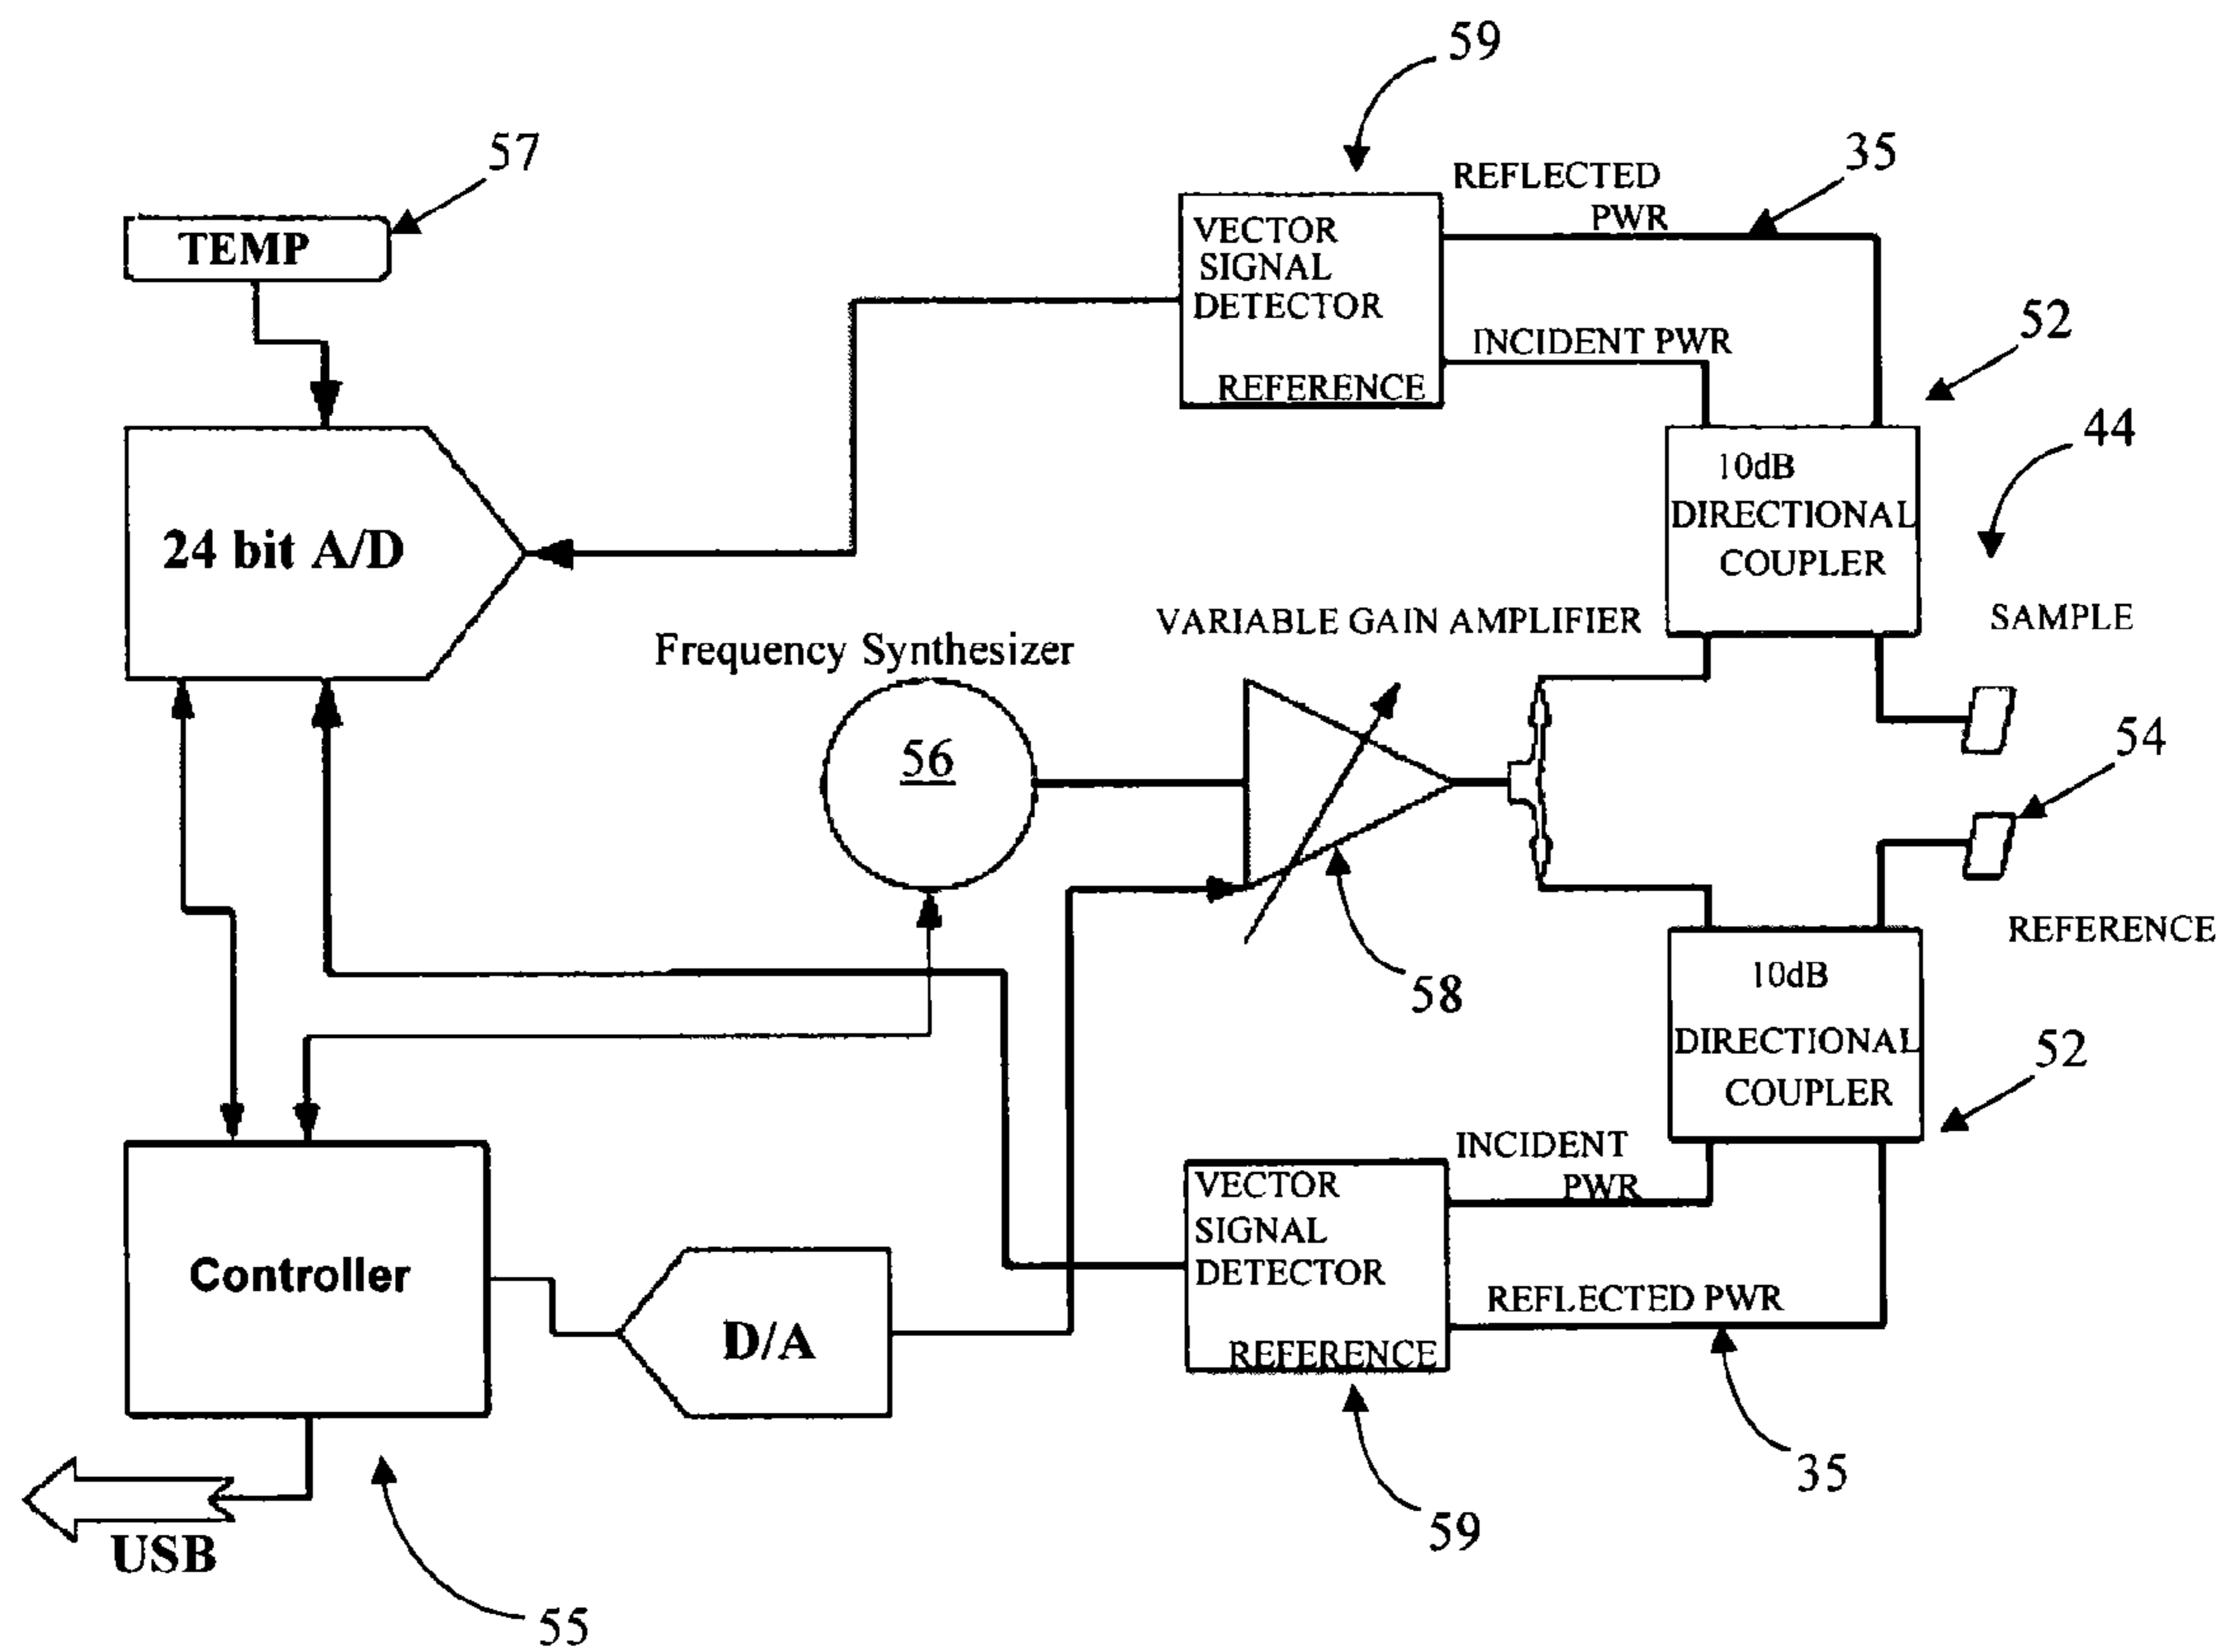 59
57
35
REFLECTED
PWR
TEMP
VECTOR
SIGNAL
DETECTOR
REFERENCE
INCIDENT PWR
52
44
10dB
DIRECTIONAL
COUPLER
24 bit A/D
SAMPLE
VARIABLE GAIN AMPLIFIER
Frequency Synthesizer
56
54
58
REFERENCE
10dB
DIRECTIONAL
COUPLER
52
INCIDENT
PWR
VECTOR
SIGNAL
DETECTOR
REFERENCE
REFLECTED PWR
Controller
D/A
35
59
USB
55